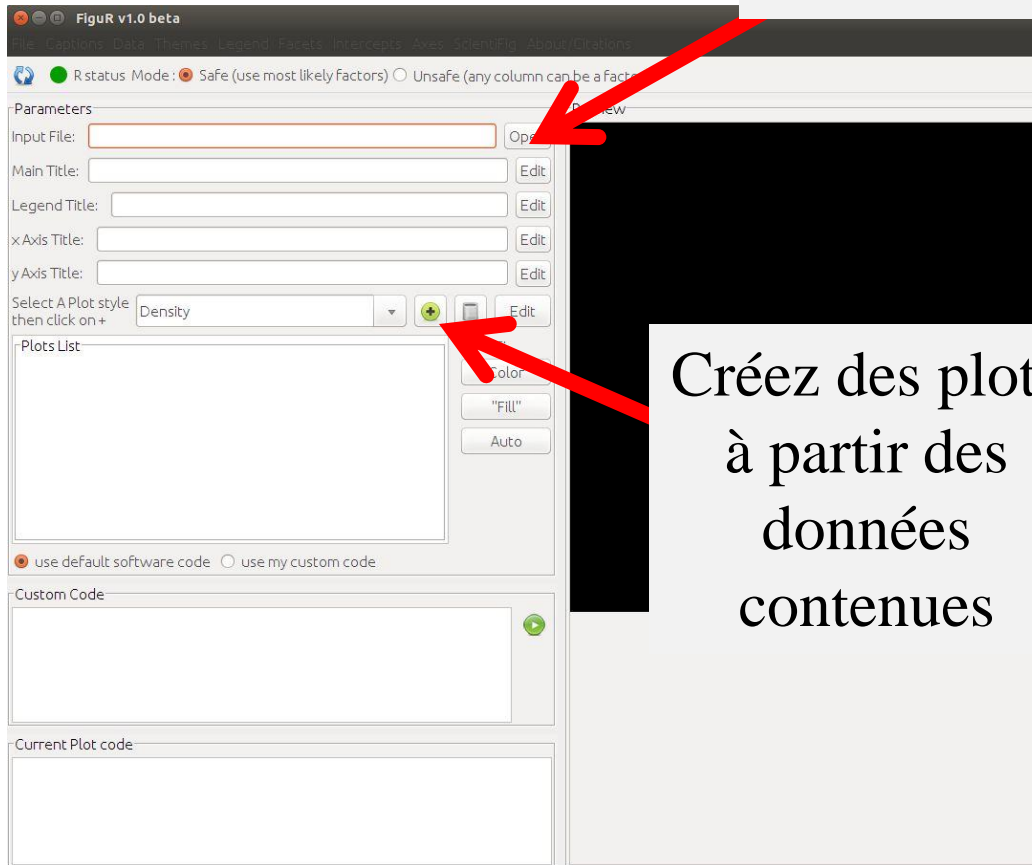 FiguR v1.0 beta
File Captions Data Themes Legend Facets Intercepts Axes ScientiFig About/Citations
R status Mode : Safe (use most likely factors) Unsafe (any column can be a facto
Parameters
Input File: Ope
Main Title: Edit
Legend Title: Edit
x Axis Title: Edit
y Axis Title: Edit
Select A Plot style
then click on +
Density Edit
Plots List
Color
"Fill"
Auto
use default software code use my custom code
Custom Code
Current Plot code
Créez des plot
à partir des
données
contenues